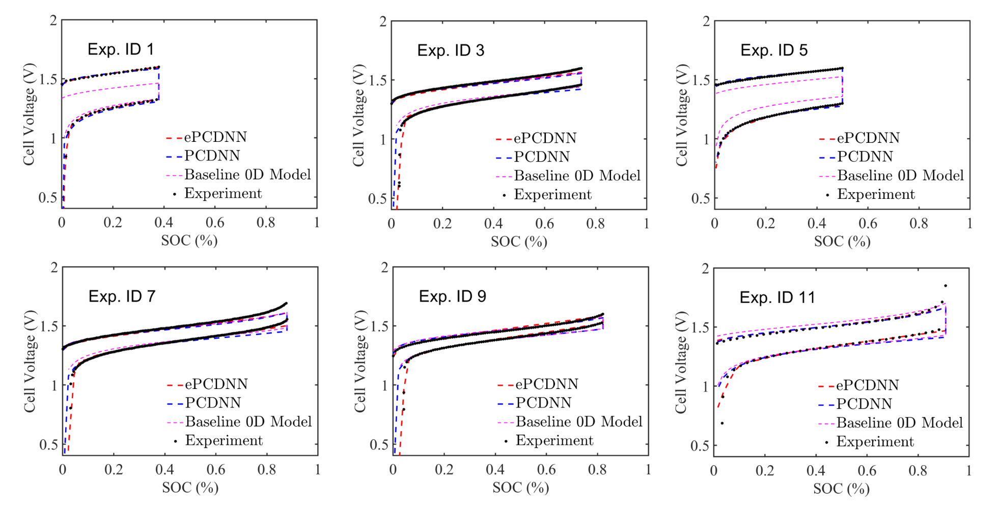 Exp. ID 1
2
1.5
1
0.5
Cell Voltage (V)
ePCDNN
PCDNN
Baseline 0D Model
Experiment
0 0.2 0.4 0.6 0.8 1
SOC (%)
Exp. ID 3
2
1.5
1
0.5
Cell Voltage (V)
ePCDNN
PCDNN
Baseline 0D Model
Experiment
0 0.2 0.4 0.6 0.8 1
SOC (%)
Exp. ID 5
2
1.5
1
0.5
Cell Voltage (V)
ePCDNN
PCDNN
Baseline 0D Model
Experiment
0 0.2 0.4 0.6 0.8 1
SOC (%)
Exp. ID 7
2
1.5
1
0.5
Cell Voltage (V)
ePCDNN
PCDNN
Baseline 0D Model
Experiment
0 0.2 0.4 0.6 0.8 1
SOC (%)
Exp. ID 9
2
1.5
1
0.5
Cell Voltage (V)
ePCDNN
PCDNN
Baseline 0D Model
Experiment
0 0.2 0.4 0.6 0.8 1
SOC (%)
Exp. ID 11
2
1.5
1
0.5
Cell Voltage (V)
ePCDNN
PCDNN
Baseline 0D Model
Experiment
0 0.2 0.4 0.6 0.8 1
SOC (%)